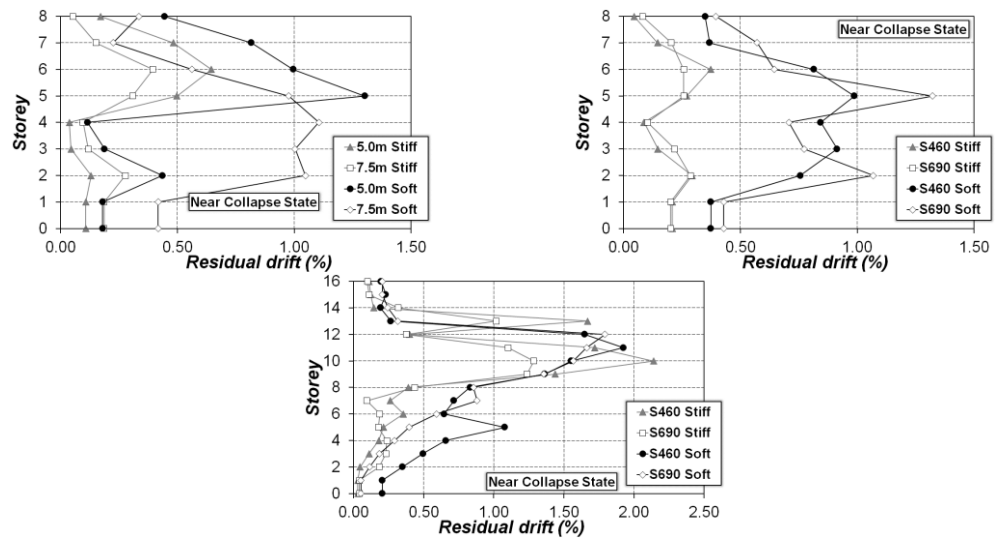 8
7
6
5
4
3
2
1
0
Storey
0.00 0.50 1.00 1.50
Residual drift (%)
5.0m Stiff
7.5m Stiff
5.0m Soft
7.5m Soft
Near Collapse State
8
7
6
5
4
3
2
1
0
Storey
0.00 0.50 1.00 1.50
Residual drift (%)
Near Collapse State
S460 Stiff
S690 Stiff
S460 Soft
S690 Soft
16
14
12
10
8
6
4
2
0
Storey
0.00 0.50 1.00 1.50 2.00 2.50
Residual drift (%)
S460 Stiff
S690 Stiff
S460 Soft
S690 Soft
Near Collapse State